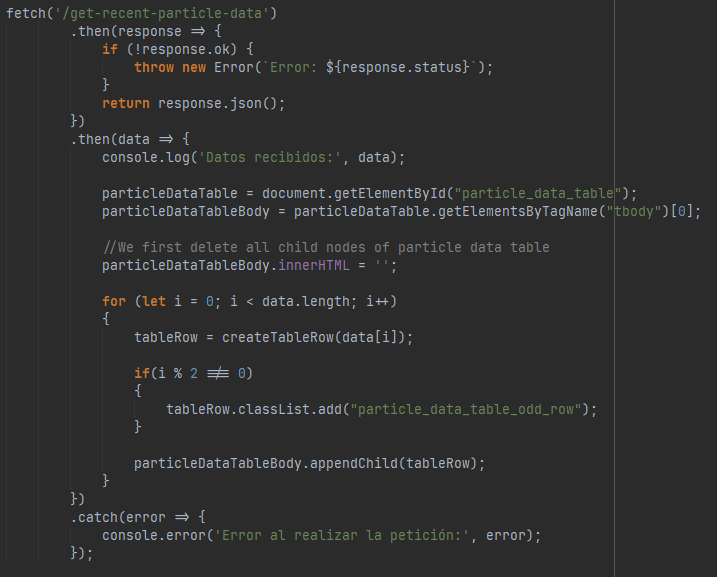 fetch('/get-recent-particle-data')
.then(response => {
if (!response.ok) {
throw new Error(`Error: ${response.status}`);
}
return response.json();
})
.then(data => {
console.log('Datos recibidos:', data);
particleDataTable = document.getElementById("particle_data_table");
particleDataTableBody = particleDataTable.getElementsByTagName("tbody")[0];
//We first delete all child nodes of particle data table
particleDataTableBody.innerHTML = '';
for (let i = 0; i < data.length; i++)
{
tableRow = createTableRow(data[i]);
if(i % 2 !== 0)
{
tableRow.classList.add("particle_data_table_odd_row");
}
particleDataTableBody.appendChild(tableRow);
}
})
.catch(error => {
console.error('Error al realizar la petición:', error);
});